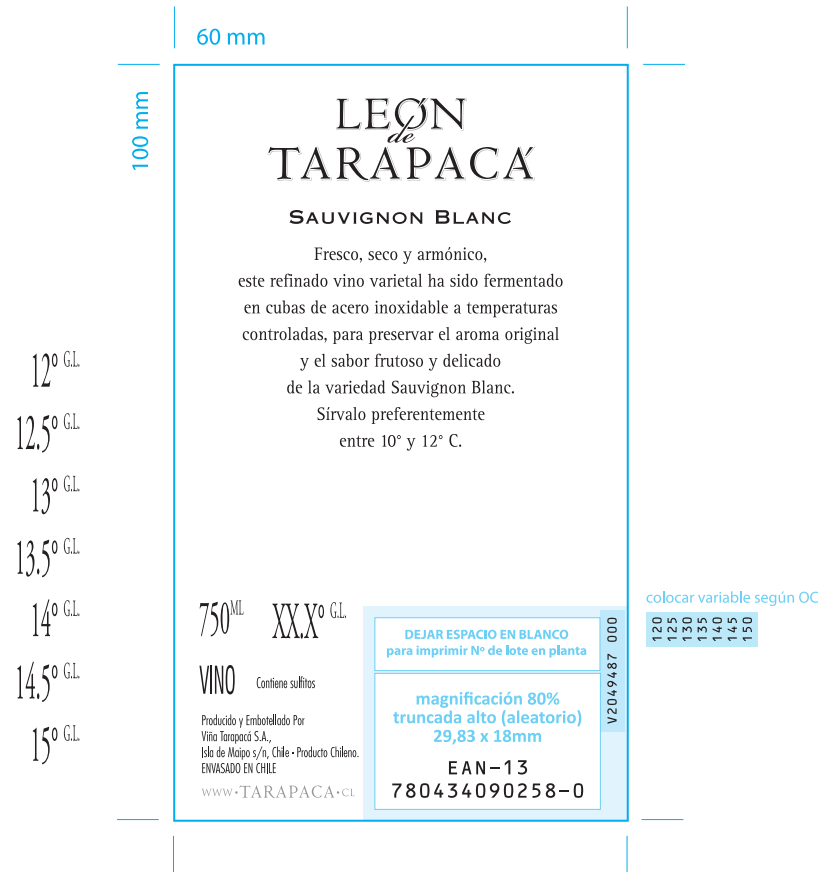 60 mm
100 mm
LEÓN
de
TARAPACÁ
SAUVIGNON BLANC
Fresco, seco y armónico,
este refinado vino varietal ha sido fermentado
en cubas de acero inoxidable a temperaturas
controladas, para preservar el aroma original
y el sabor frutoso y delicado
de la variedad Sauvignon Blanc.
Sírvalo preferentemente
entre 10° y 12° C.
12° G.L.
12.5° G.L.
13° G.L.
13.5° G.L.
14° G.L.
14.5° G.L.
15° G.L.
750 ML XX.X° G.L.
VINO Contiene sulfitos
Producido y Embotellado Por
Viña Tarapacá S.A.,
Isla de Maipo s/n, Chile • Producto Chileno.
ENVASADO EN CHILE
WWW•TARAPACA•CL
DEJAR ESPACIO EN BLANCO
para imprimir Nº de lote en planta
magnificación 80%
truncada alto (aleatorio)
29,83 x 18mm
EAN-13
780434090258-0
V2049487 000
colocar variable según OC
120
125
130
135
140
145
150